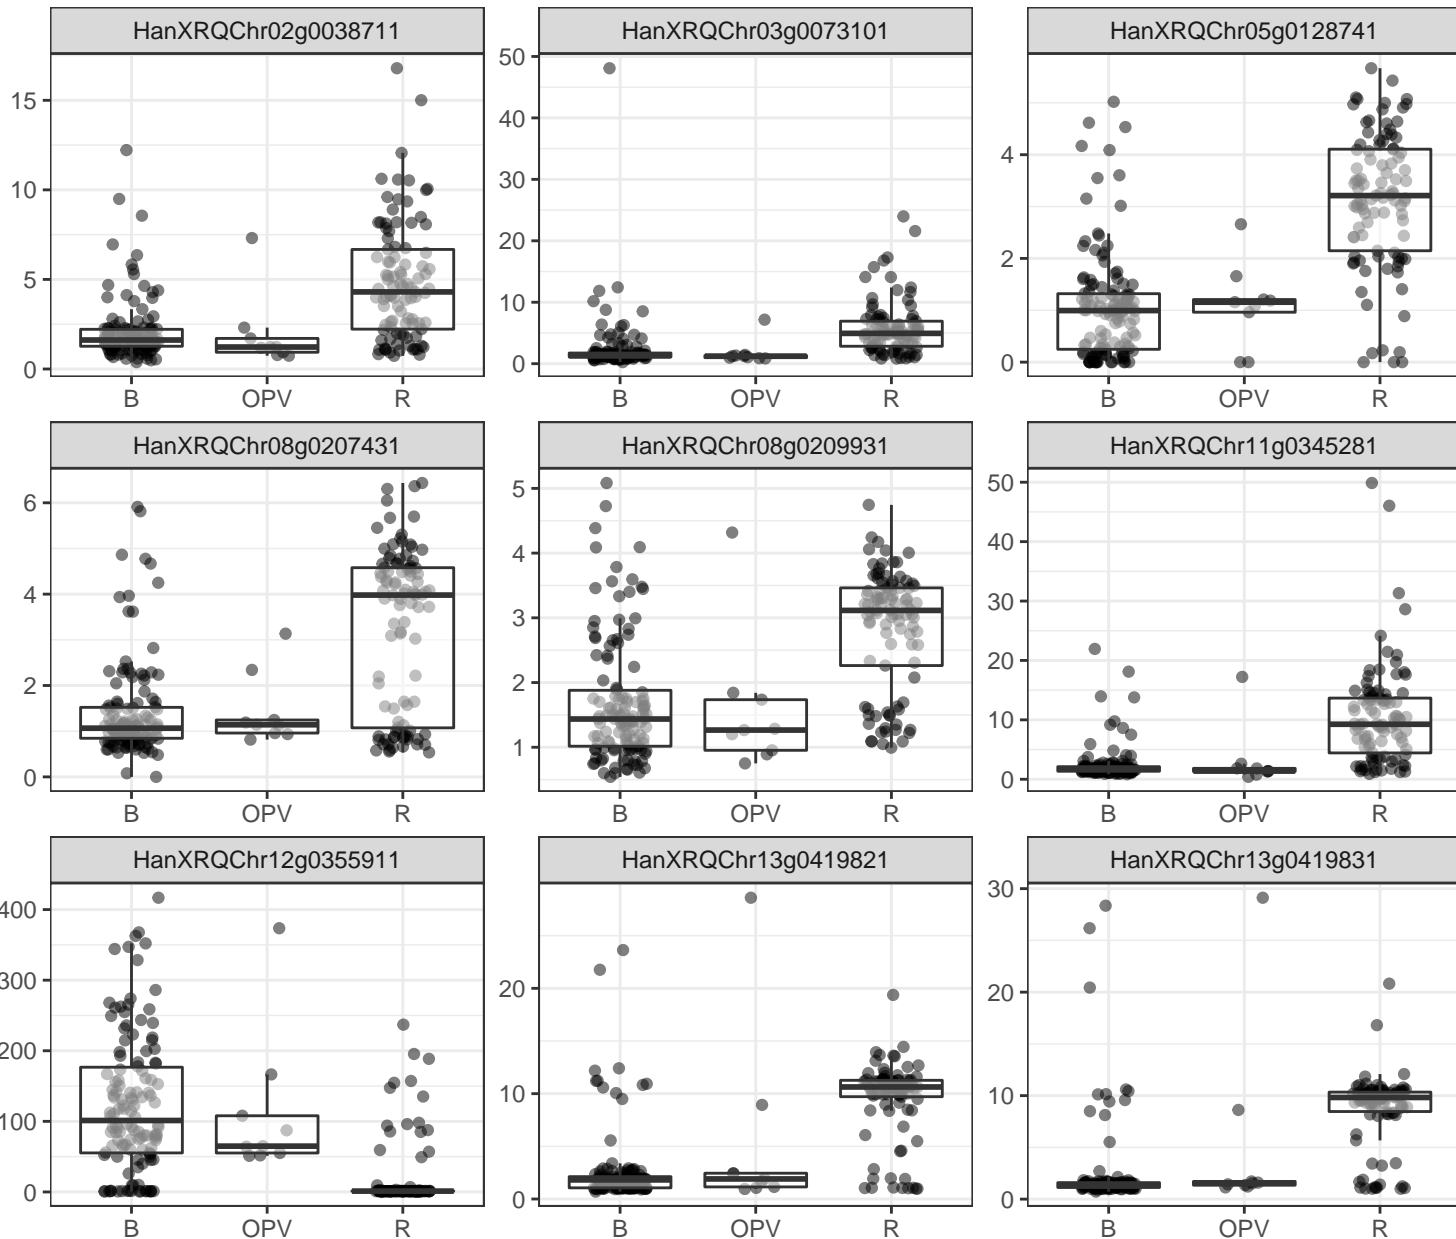 HanXRQChr02g0038711
HanXRQChr03g0073101
HanXRQChr05g0128741
15
10
5
0
50
40
30
20
10
0
4
2
0
B OPV R
B OPV R
B OPV R
HanXRQChr08g0207431
HanXRQChr08g0209931
HanXRQChr11g0345281
6
4
2
0
5
4
3
2
1
50
40
30
20
10
0
B OPV R
B OPV R
B OPV R
HanXRQChr12g0355911
HanXRQChr13g0419821
HanXRQChr13g0419831
400
300
200
100
0
20
10
0
30
20
10
0
B OPV R
B OPV R
B OPV R